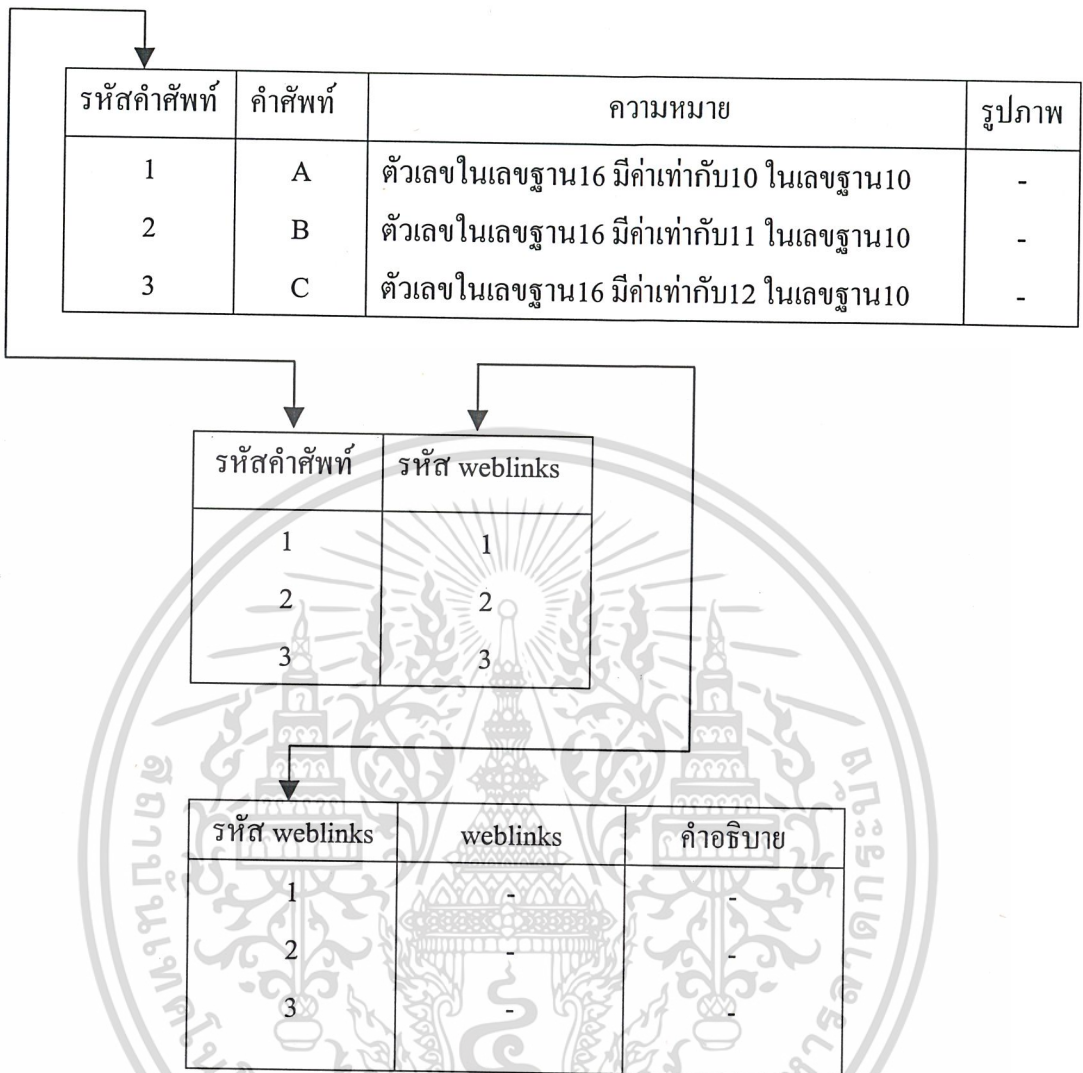 รหัสคำศัพท์ คำศัพท์ ความหมาย รูปภาพ
1 A ตัวเลขในเลขฐาน16 มีค่าเท่ากับ10 ในเลขฐาน10 -
2 B ตัวเลขในเลขฐาน16 มีค่าเท่ากับ11 ในเลขฐาน10 -
3 C ตัวเลขในเลขฐาน16 มีค่าเท่ากับ12 ในเลขฐาน10 -
รหัสคำศัพท์ รหัส weblinks
1 1
2 2
3 3
รหัส weblinks weblinks คำอธิบาย
1 - -
2 - -
3 - -